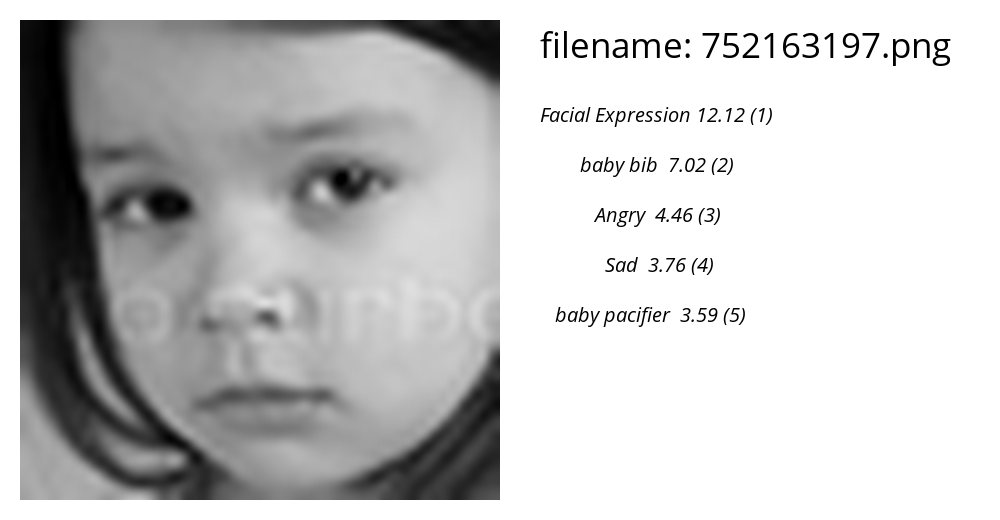 filename: 752163197.png
Facial Expression 12.12 (1)
baby bib 7.02 (2)
Angry 4.46 (3)
Sad 3.76 (4)
baby pacifier 3.59 (5)